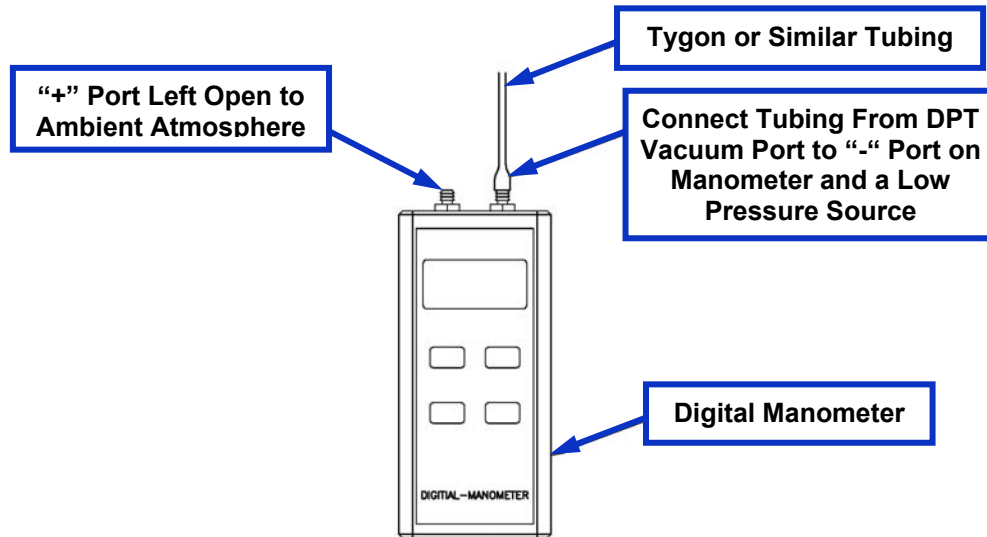 Tygon or Similar Tubing
“+” Port Left Open to
Ambient Atmosphere
Connect Tubing From DPT
Vacuum Port to “-“ Port on
Manometer and a Low
Pressure Source
Digital Manometer
DIGITIAL-MANOMETER